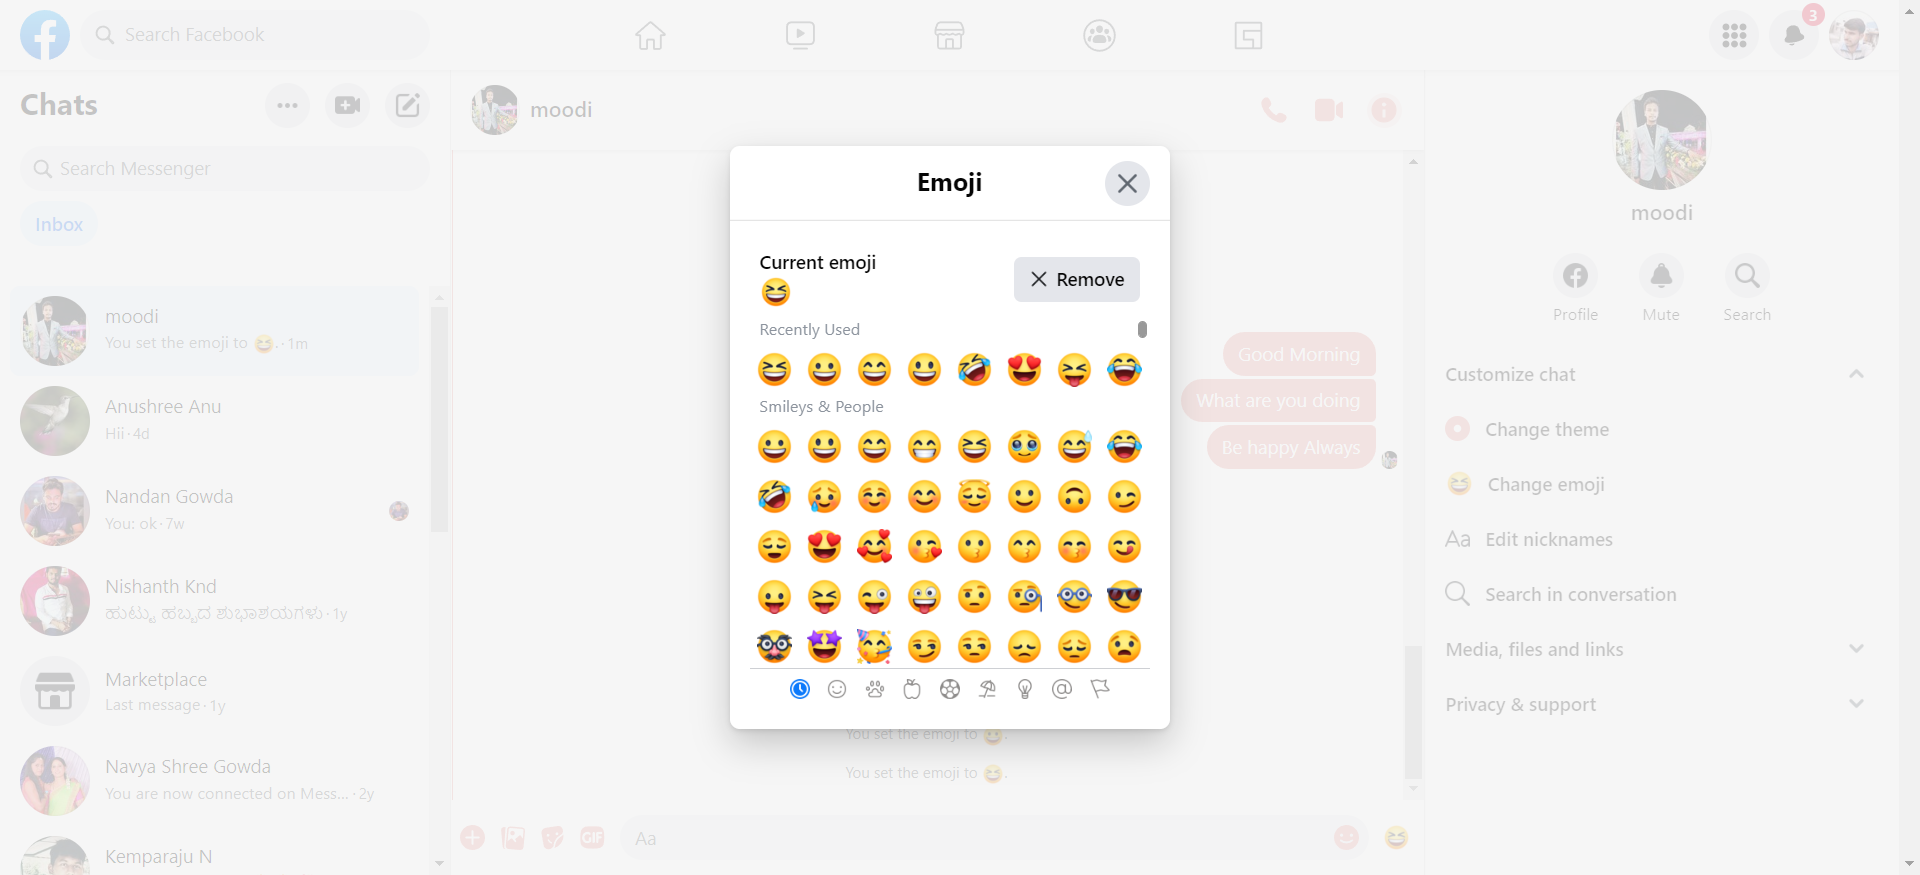 Search Facebook
3
Chats
Search Messenger
Inbox
moodi
You set the emoji to 😆. · 1m
Anushree Anu
Hii · 4d
Nandan Gowda
You: ok · 7w
Nishanth Knd
ಹುಟ್ಟು ಹಬ್ಬದ ಶುಭಾಶಯಗಳು · 1y
Marketplace
Last message · 1y
Navya Shree Gowda
You are now connected on Mess... · 2y
Kemparaju N
moodi
Good Morning
What are you doing
Be happy Always
You set the emoji to 😀.
You set the emoji to 😆.
GIF
Aa
Emoji
Current emoji
Remove
Recently Used
Smileys & People
moodi
Profile
Mute
Search
Customize chat
Change theme
Change emoji
Aa Edit nicknames
Search in conversation
Media, files and links
Privacy & support